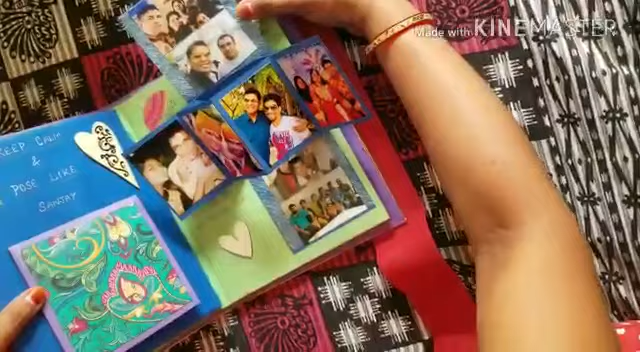 Made with KINEMASTER
KEEP CALM
&
POSE LIKE
SANJAY